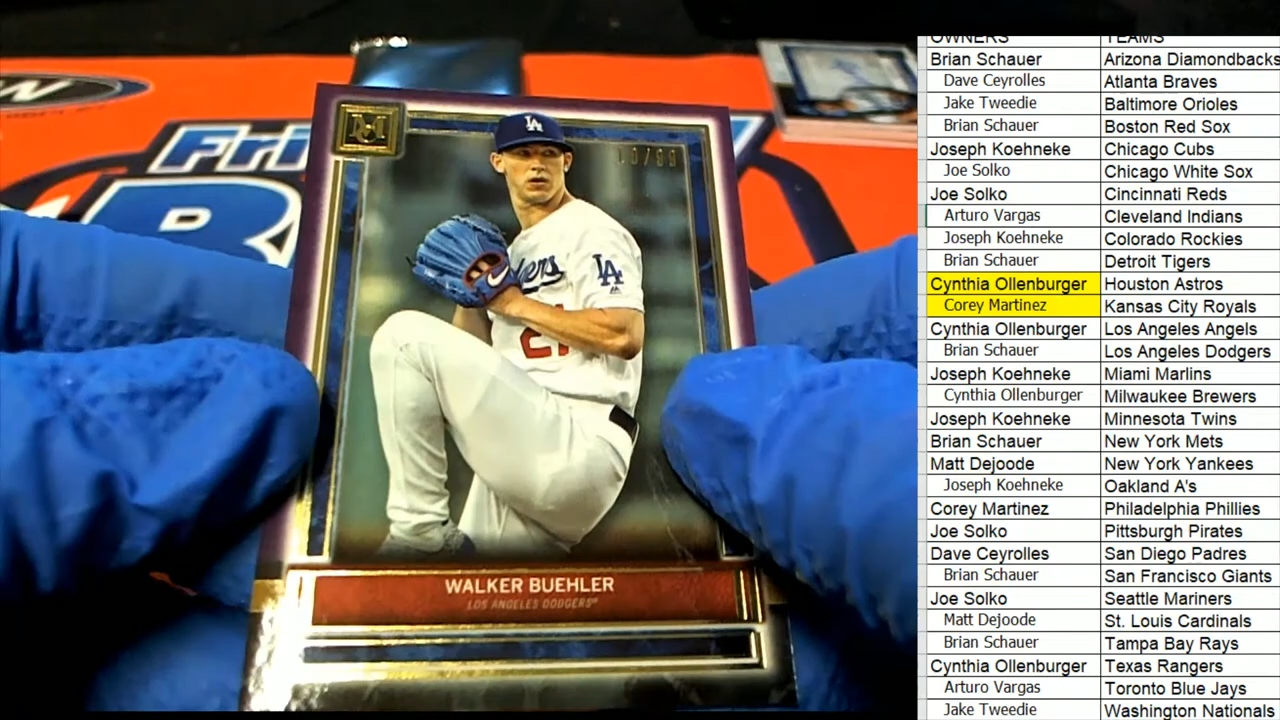 LA
Dodgers
LA
21
WALKER BUEHLER
LOS ANGELES DODGERS®
OWNERS TEAMS
Brian Schauer Arizona Diamondbacks
Dave Ceyrolles Atlanta Braves
Jake Tweedie Baltimore Orioles
Brian Schauer Boston Red Sox
Joseph Koehneke Chicago Cubs
Joe Solko Chicago White Sox
Joe Solko Cincinnati Reds
Arturo Vargas Cleveland Indians
Joseph Koehneke Colorado Rockies
Brian Schauer Detroit Tigers
Cynthia Ollenburger Houston Astros
Corey Martinez Kansas City Royals
Cynthia Ollenburger Los Angeles Angels
Brian Schauer Los Angeles Dodgers
Joseph Koehneke Miami Marlins
Cynthia Ollenburger Milwaukee Brewers
Joseph Koehneke Minnesota Twins
Brian Schauer New York Mets
Matt Dejoode New York Yankees
Joseph Koehneke Oakland A's
Corey Martinez Philadelphia Phillies
Joe Solko Pittsburgh Pirates
Dave Ceyrolles San Diego Padres
Brian Schauer San Francisco Giants
Joe Solko Seattle Mariners
Matt Dejoode St. Louis Cardinals
Brian Schauer Tampa Bay Rays
Cynthia Ollenburger Texas Rangers
Arturo Vargas Toronto Blue Jays
Jake Tweedie Washington Nationals